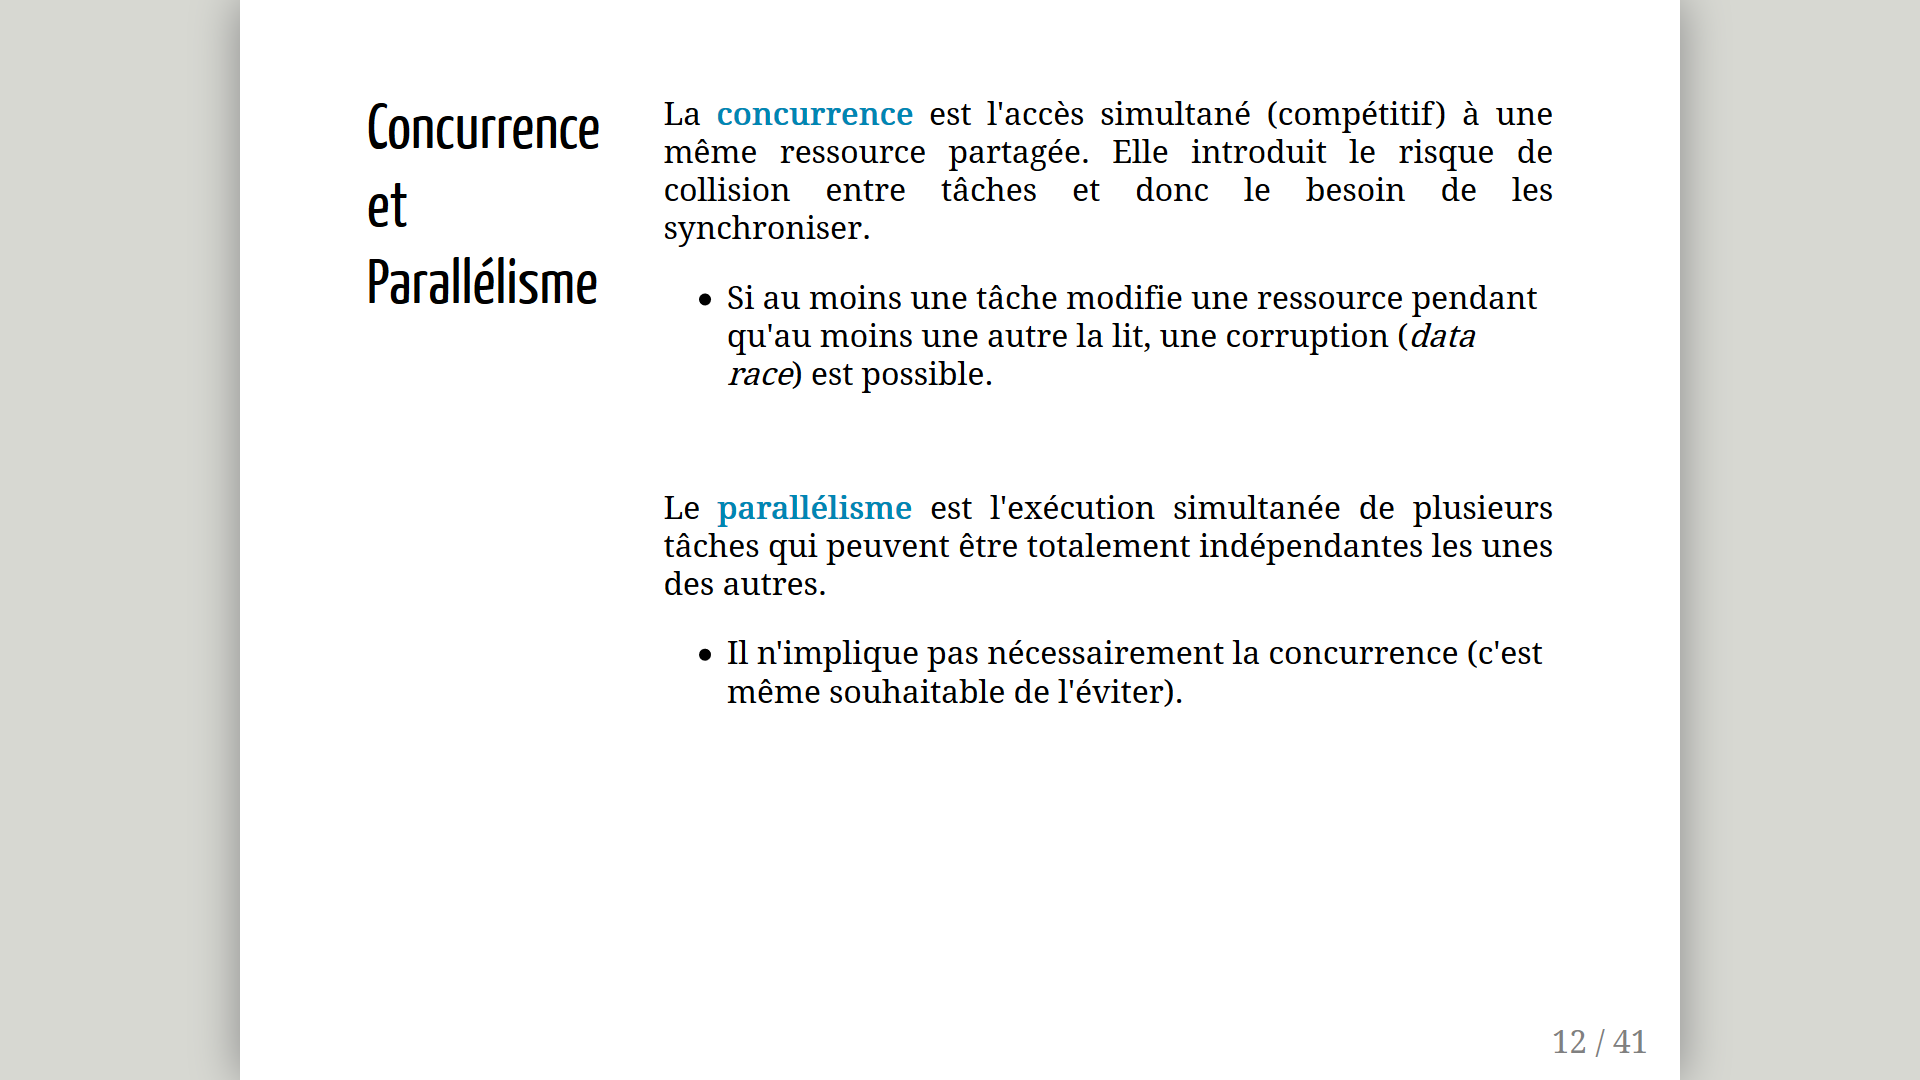 Concurrence
et
Parallélisme
La concurrence est l'accès simultané (compétitif) à une
même ressource partagée. Elle introduit le risque de
collision entre tâches et donc le besoin de les
synchroniser.
Si au moins une tâche modifie une ressource pendant
qu'au moins une autre la lit, une corruption (data
race) est possible.
Le parallélisme est l'exécution simultanée de plusieurs
tâches qui peuvent être totalement indépendantes les unes
des autres.
Il n'implique pas nécessairement la concurrence (c'est
même souhaitable de l'éviter).
12 / 41